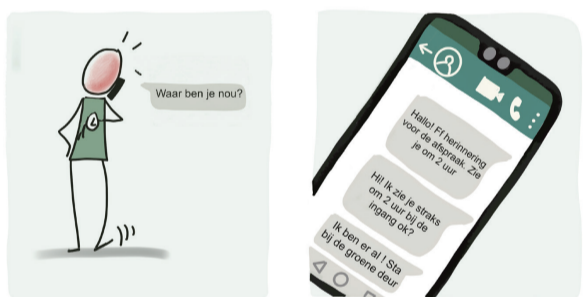 Waar ben je nou?
Hallo! Ff herinnering
voor de afspraak. Zie
je om 2 uur
Hi! Ik zie je straks
om 2 uur bij de
ingang ok?
Ik ben er al ! Sta
bij de groene deur